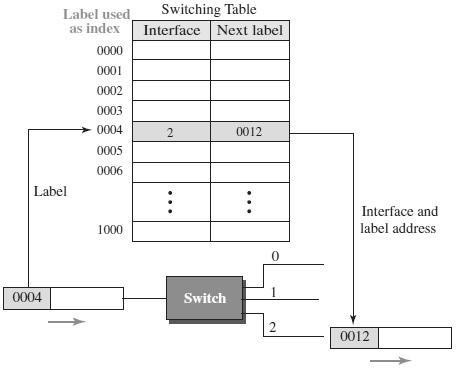 Label used
as index
Switching Table
Interface Next label
0000
0001
0002
0003
0004 2 0012
0005
0006
1000
Label
Interface and
label address
0004
Switch
0
1
2
0012